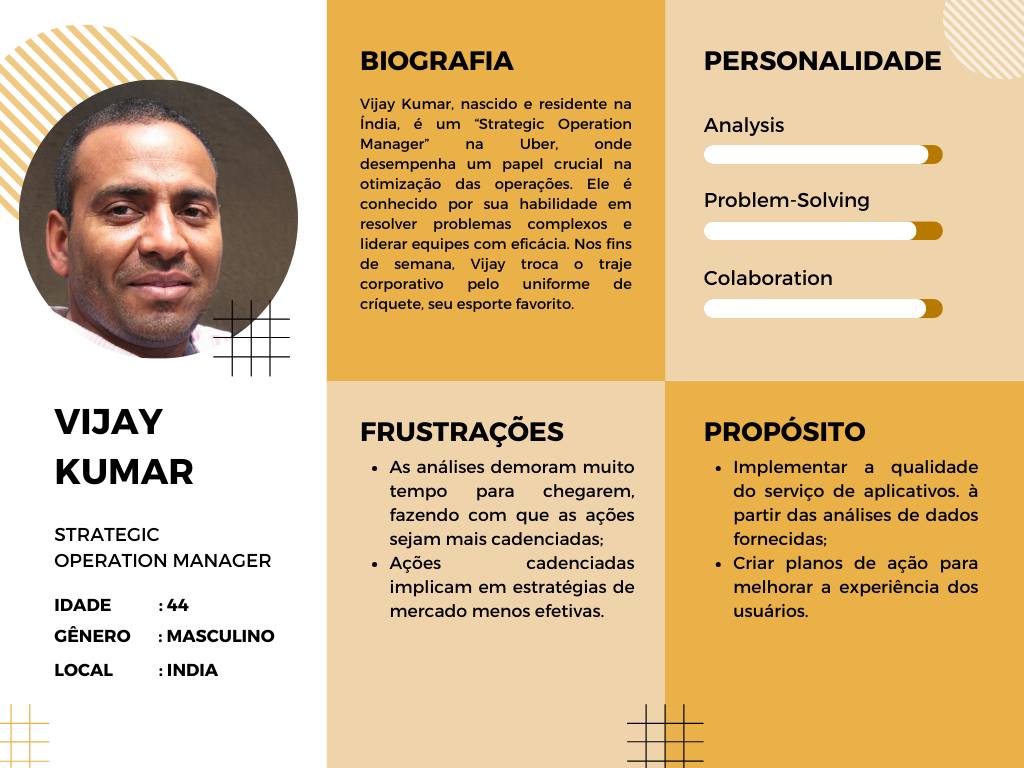 VIJAY
KUMAR
STRATEGIC
OPERATION MANAGER
IDADE : 44
GÊNERO : MASCULINO
LOCAL : INDIA
BIOGRAFIA
Vijay Kumar, nascido e residente na
Índia, é um “Strategic Operation
Manager” na Uber, onde
desempenha um papel crucial na
otimização das operações. Ele é
conhecido por sua habilidade em
resolver problemas complexos e
liderar equipes com eficácia. Nos fins
de semana, Vijay troca o traje
corporativo pelo uniforme de
críquete, seu esporte favorito.
PERSONALIDADE
Analysis
Problem-Solving
Colaboration
FRUSTRAÇÕES
• As análises demoram muito
tempo para chegarem,
fazendo com que as ações
sejam mais cadenciadas;
• Ações cadenciadas
implicam em estratégias de
mercado menos efetivas.
PROPÓSITO
• Implementar a qualidade
do serviço de aplicativos. à
partir das análises de dados
fornecidas;
• Criar planos de ação para
melhorar a experiência dos
usuários.